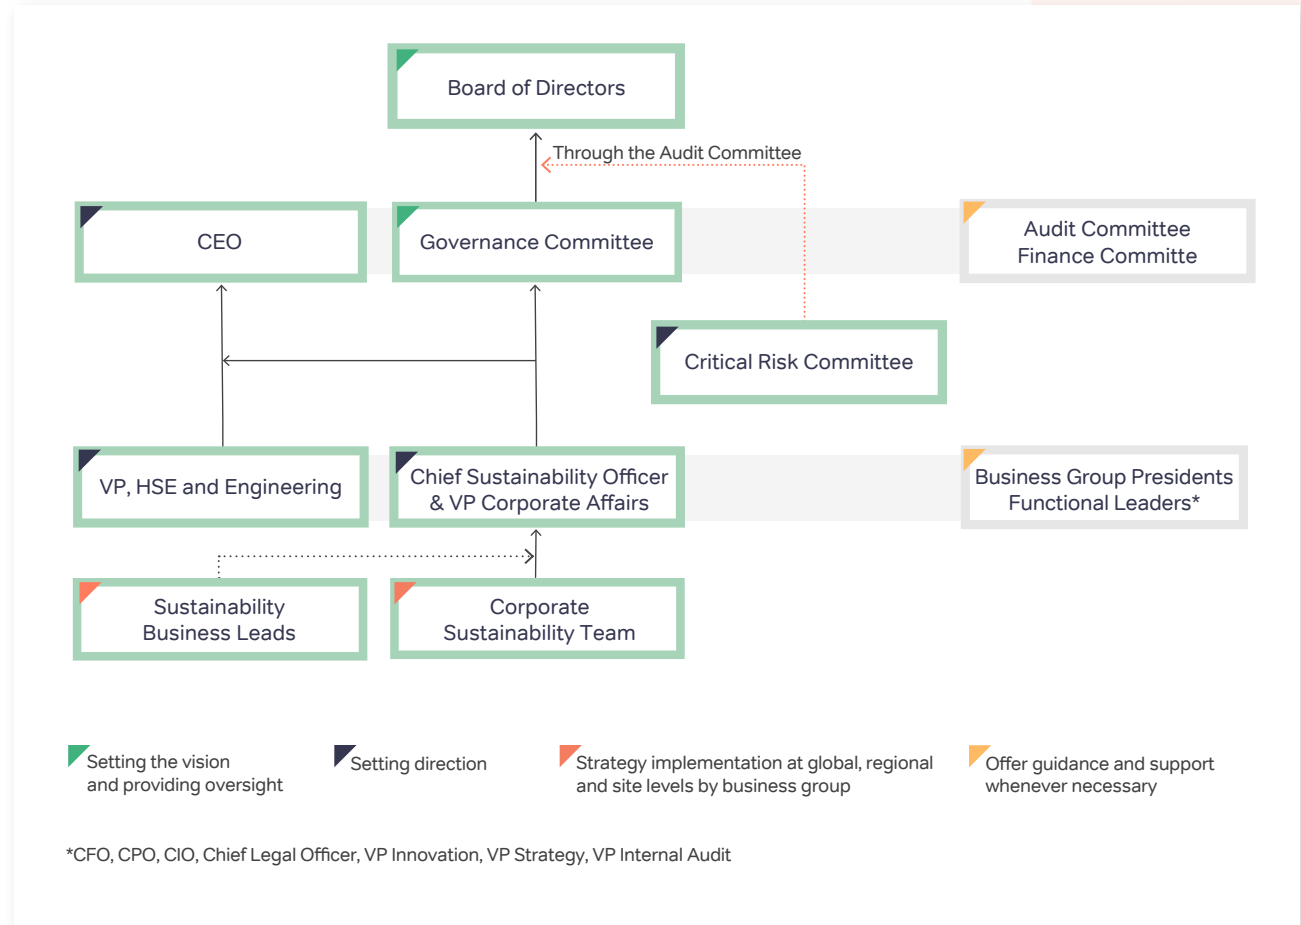 Board of Directors
Through the Audit Committee
CEO
Governance Committee
Audit Committee
Finance Committe
Critical Risk Committee
VP, HSE and Engineering
Chief Sustainability Officer
& VP Corporate Affairs
Business Group Presidents
Functional Leaders*
Sustainability
Business Leads
Corporate
Sustainability Team
Setting the vision
and providing oversight
Setting direction
Strategy implementation at global, regional
and site levels by business group
Offer guidance and support
whenever necessary
*CFO, CPO, CIO, Chief Legal Officer, VP Innovation, VP Strategy, VP Internal Audit